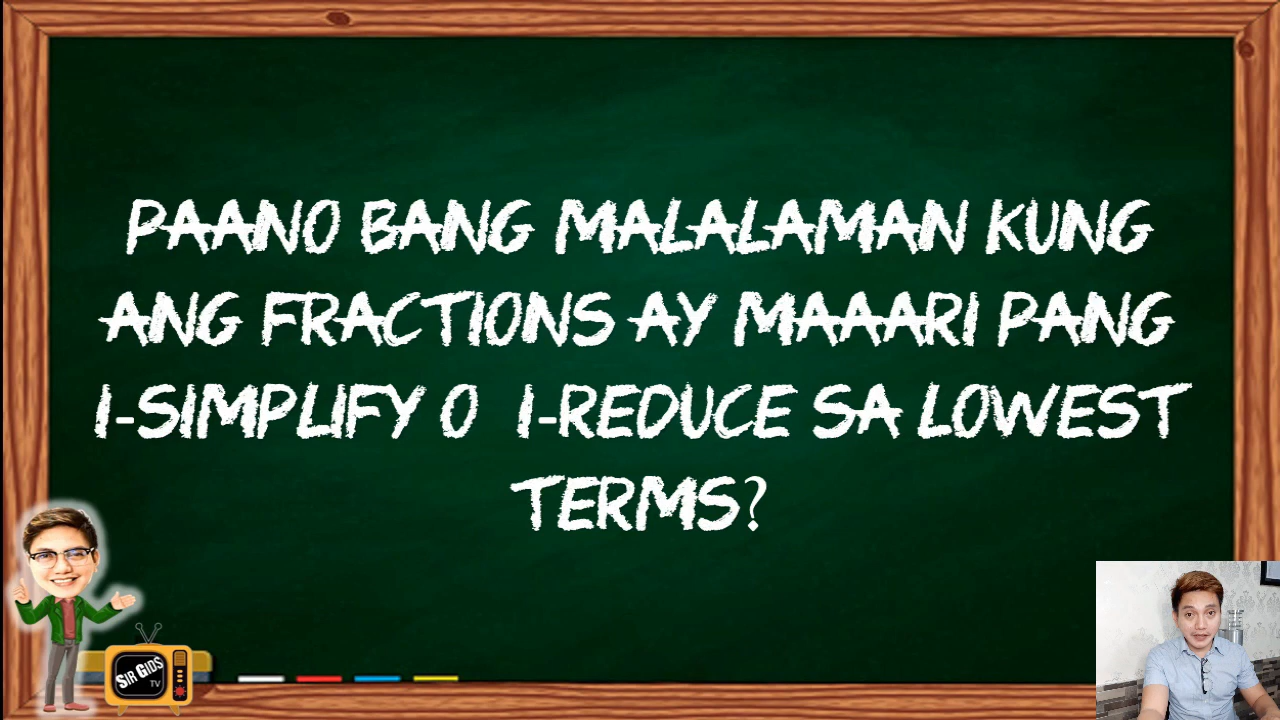 PAANO BANG MALALAMAN KUNG
ANG FRACTIONS AY MAAARI PANG
I-SIMPLIFY O I-REDUCE SA LOWEST
TERMS?
SIR GIDS
TV